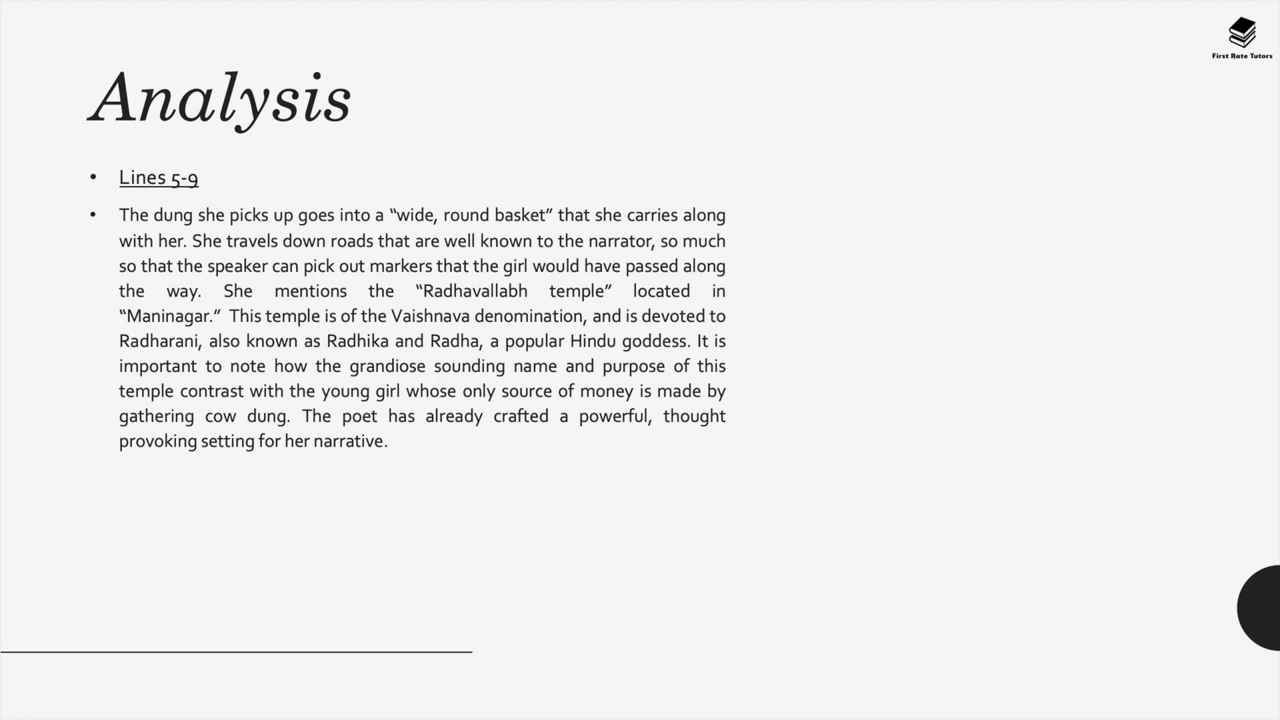 First Rate Tutors
Analysis
• Lines 5-9
• The dung she picks up goes into a “wide, round basket” that she carries along
with her. She travels down roads that are well known to the narrator, so much
so that the speaker can pick out markers that the girl would have passed along
the way. She mentions the “Radhavallabh temple” located in
“Maninagar.” This temple is of the Vaishnava denomination, and is devoted to
Radharani, also known as Radhika and Radha, a popular Hindu goddess. It is
important to note how the grandiose sounding name and purpose of this
temple contrast with the young girl whose only source of money is made by
gathering cow dung. The poet has already crafted a powerful, thought
provoking setting for her narrative.